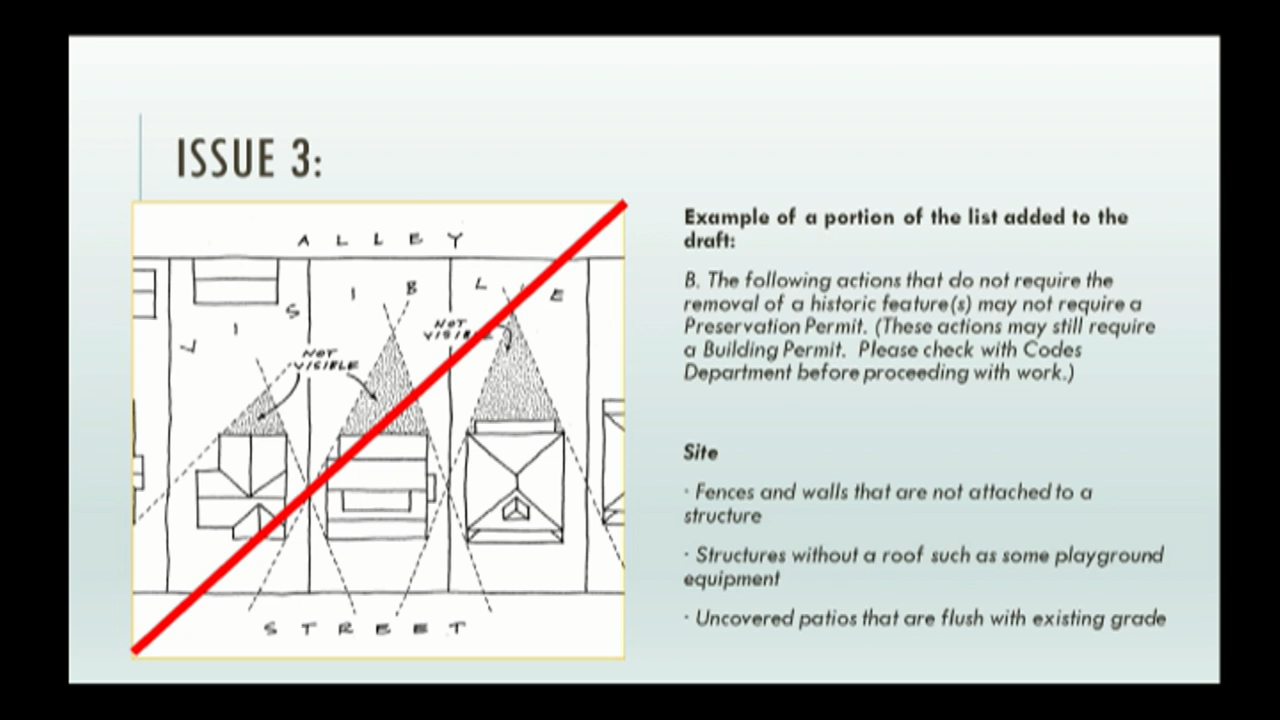 ISSUE 3:
A L L E Y
V I S I B L E
NOT
VISIBLE
NOT
VISIBLE
S T R E E T
Example of a portion of the list added to the
draft:
B. The following actions that do not require the
removal of a historic feature(s) may not require a
Preservation Permit. (These actions may still require
a Building Permit. Please check with Codes
Department before proceeding with work.)
Site
· Fences and walls that are not attached to a
structure
· Structures without a roof such as some playground
equipment
· Uncovered patios that are flush with existing grade